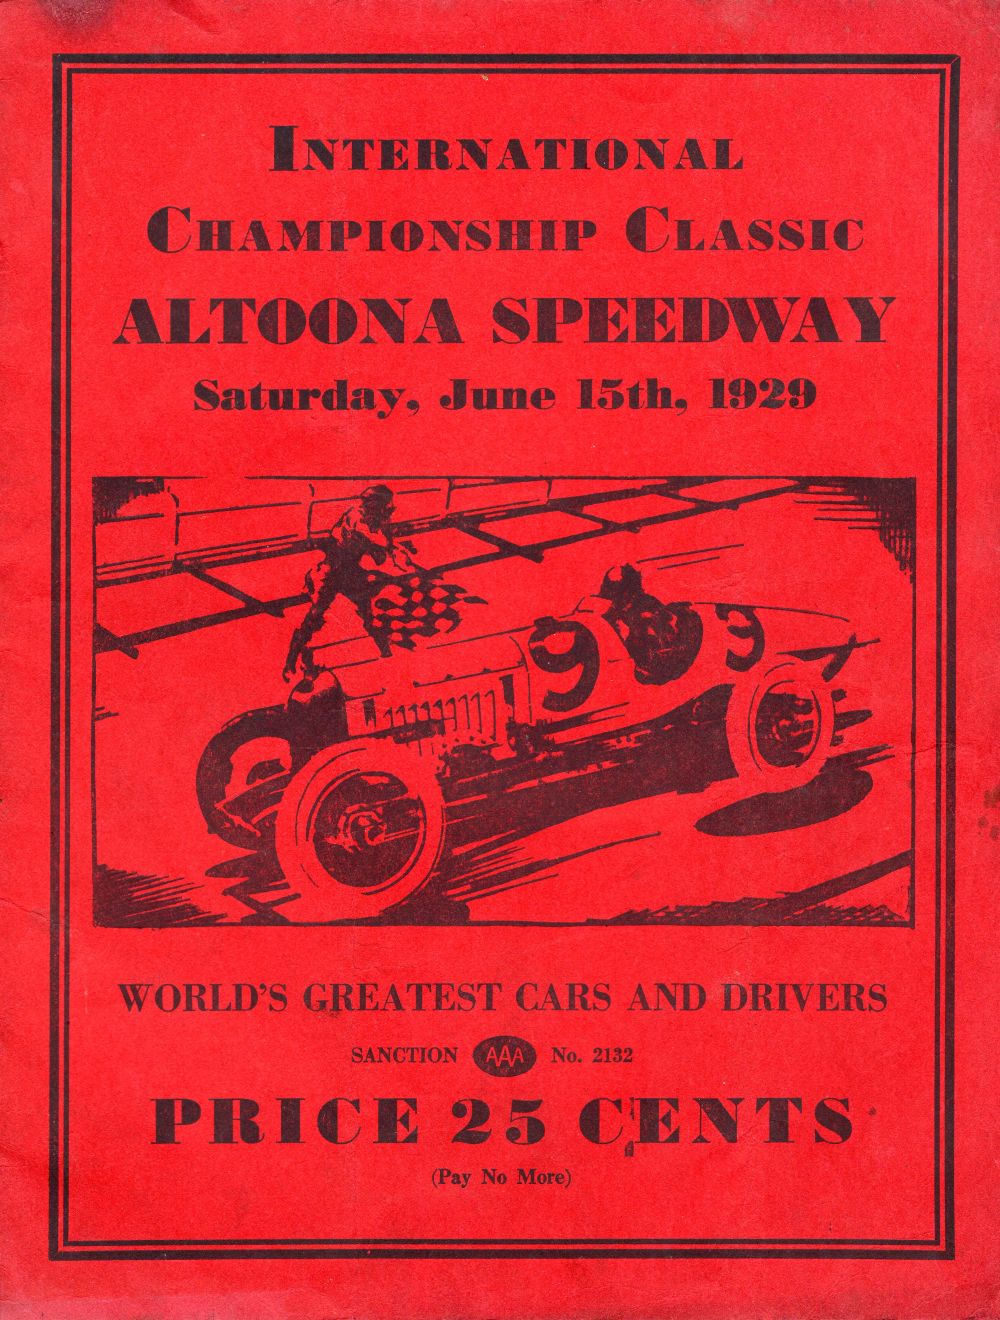 INTERNATIONAL
CHAMPIONSHIP CLASSIC
ALTOONA SPEEDWAY
Saturday, June 15th, 1929
9 3
WORLD'S GREATEST CARS AND DRIVERS
SANCTION AAA No. 2132
PRICE 25 CENTS
(Pay No More)